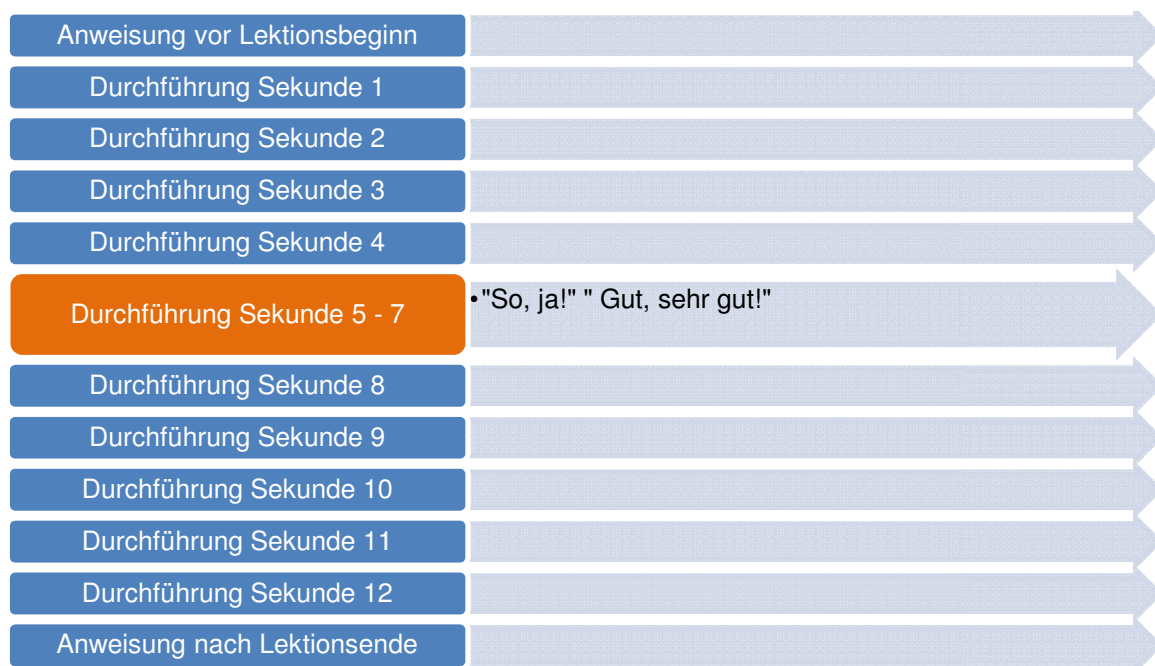 Anweisung vor Lektionsbeginn
Durchführung Sekunde 1
Durchführung Sekunde 2
Durchführung Sekunde 3
Durchführung Sekunde 4
Durchführung Sekunde 5 - 7
•"So, ja!" " Gut, sehr gut!"
Durchführung Sekunde 8
Durchführung Sekunde 9
Durchführung Sekunde 10
Durchführung Sekunde 11
Durchführung Sekunde 12
Anweisung nach Lektionsende